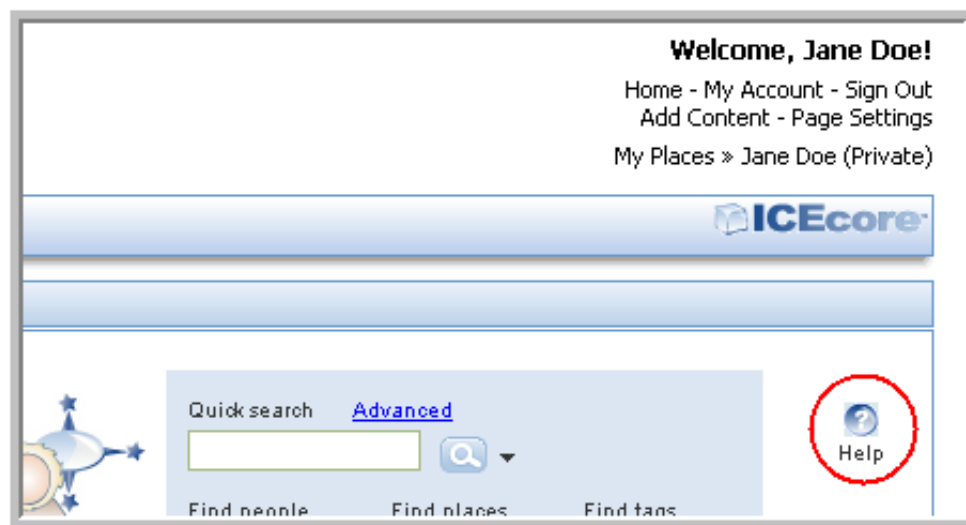 Welcome, Jane Doe!
Home - My Account - Sign Out
Add Content - Page Settings
My Places » Jane Doe (Private)
ICEcore
Quick search Advanced
Help
Find people Find places Find tags